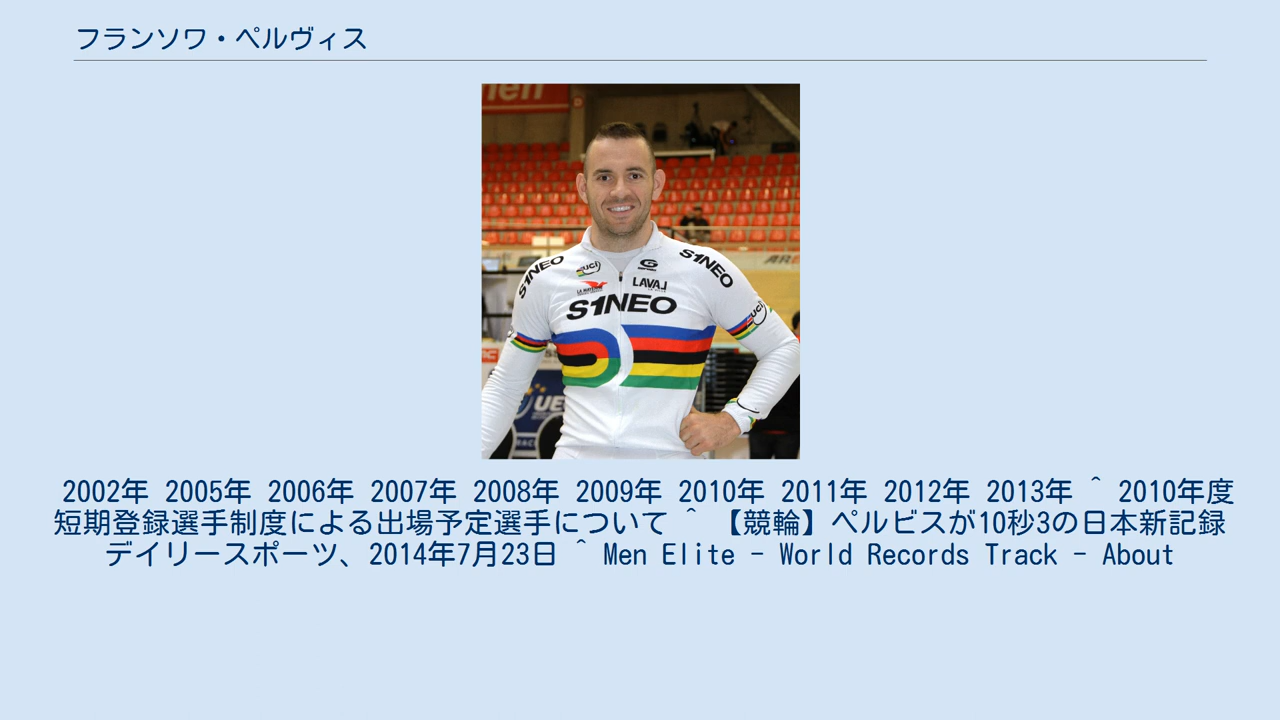 フランソワ・ペルヴィス
S1NEO
S1NEO
uci
LAVAL
S1NEO
uci
UEC
2002年 2005年 2006年 2007年 2008年 2009年 2010年 2011年 2012年 2013年 ^ 2010年度
短期登録選手制度による出場予定選手について ^ 【競輪】ペルビスが10秒3の日本新記録
デイリースポーツ、2014年7月23日 ^ Men Elite - World Records Track - About